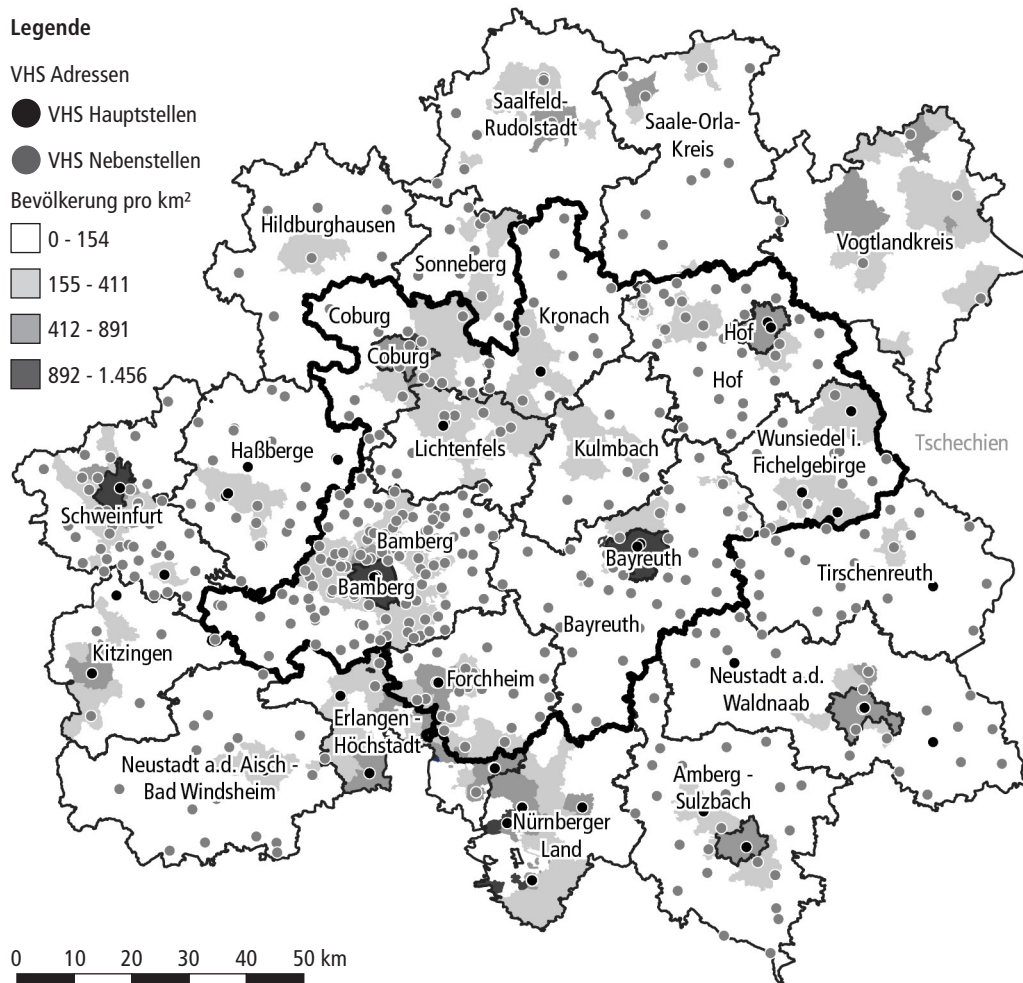 Legende
VHS Adressen
VHS Hauptstellen
VHS Nebenstellen
Bevölkerung pro km²
0 - 154
155 - 411
412 - 891
892 - 1.456
Saalfeld-
Rudolstadt
Saale-Orla-
Kreis
Vogtlandkreis
Hildburghausen
Sonneberg
Coburg
Kronach
Coburg
Hof
Hof
Tschechien
Haßberge
Lichtenfels
Kulmbach
Wunsiedel i.
Fichelgebirge
Schweinfurt
Bamberg
Bamberg
Bayreuth
Tirschenreuth
Bayreuth
Kitzingen
Forchheim
Neustadt a.d.
Waldnaab
Erlangen -
Höchstadt
Neustadt a.d. Aisch -
Bad Windsheim
Amberg -
Sulzbach
Nürnberger
Land
0 10 20 30 40 50 km